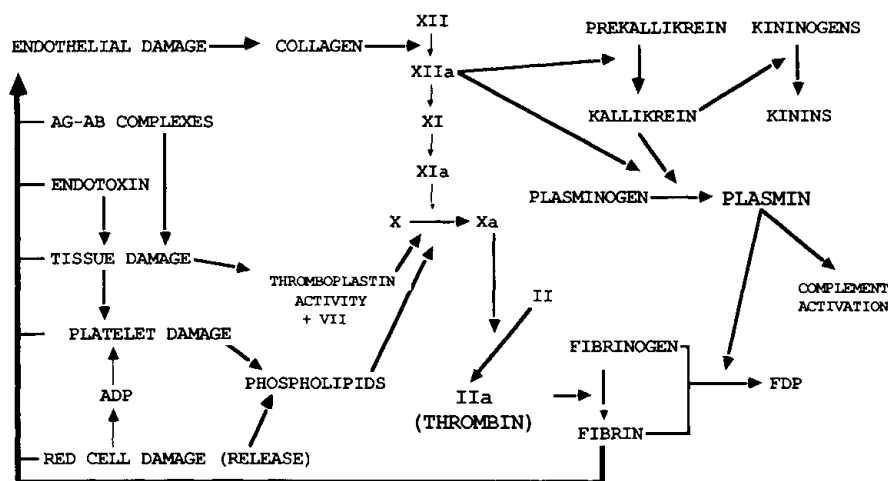 XII
PREKALLIKREIN
KININOGENS
ENDOTHELIAL DAMAGE
COLLAGEN
XIIa
AG-AB COMPLEXES
XI
KALLIKREIN
KININS
ENDOTOXIN
XIa
PLASMINOGEN
PLASMIN
X
Xa
TISSUE DAMAGE
THROMBOPLASTIN
ACTIVITY
+ VII
COMPLEMENT
ACTIVATION
II
PLATELET DAMAGE
FIBRINOGEN
PHOSPHOLIPIDS
FDP
ADP
IIa
(THROMBIN)
FIBRIN
RED CELL DAMAGE (RELEASE)